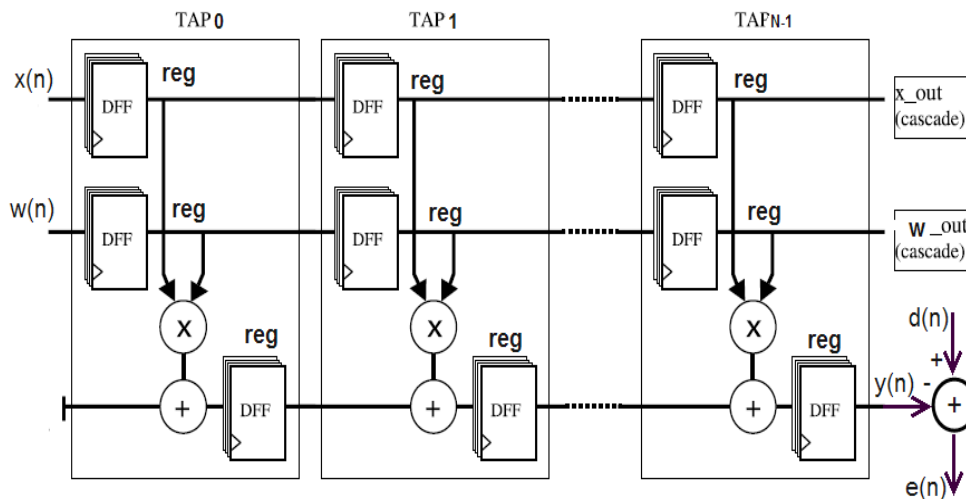 TAP 0
TAP 1
TAP N-1
x(n)
DFF
reg
DFF
reg
DFF
reg
x_out
(cascade)
w(n)
DFF
reg
DFF
reg
DFF
reg
w_out
(cascade)
X
X
X
d(n)
+
reg
reg
reg
+
DFF
+
DFF
+
DFF
y(n)
-
+
e(n)